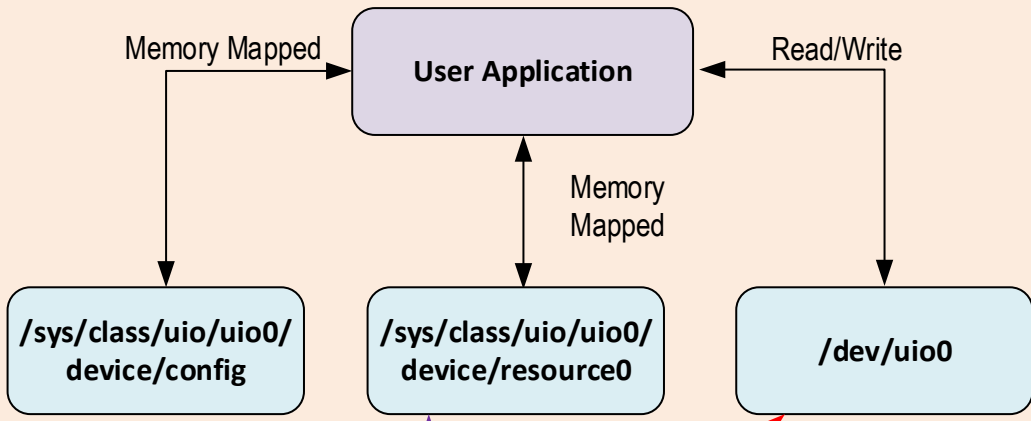 Memory Mapped
User Application
Read/Write
Memory
Mapped
/sys/class/uio/uio0/
device/config
/sys/class/uio/uio0/
device/resource0
/dev/uio0